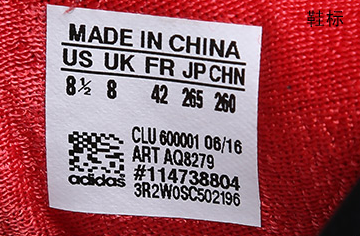 鞋标
MADE IN CHINA
US UK FR JP CHN
8½ 8 42 265 260
CLU 600001 06/16
ART AQ8279
#114738804
adidas 3R2W0SC502196